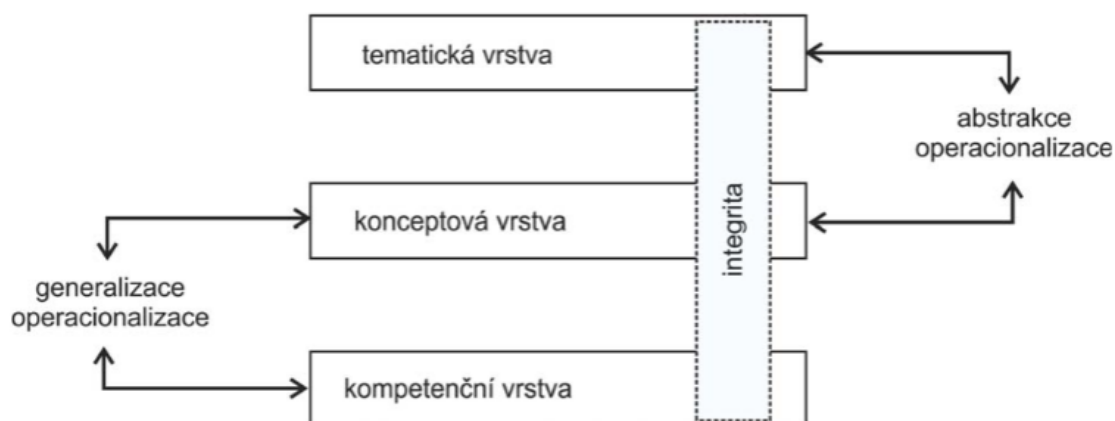 tematická vrstva
abstrakce
operacionalizace
konceptová vrstva
integrita
generalizace
operacionalizace
kompetenční vrstva